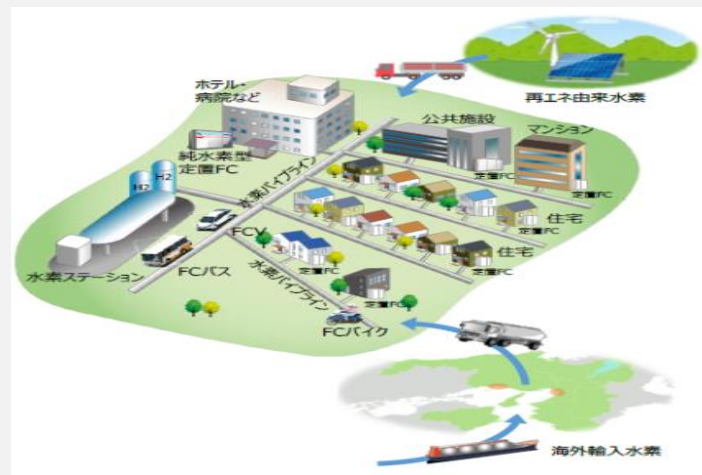 再エネ由来水素
ホテル・
病院など
公共施設
マンション
純水素型
定置FC
定置FC
定置FC
H2
H2
水素パイプライン
住宅
定置FC
FCV
住宅
定置FC
定置FC
水素ステーション
FCバス
水素パイプライン
定置FC
FCバイク
海外輸入水素